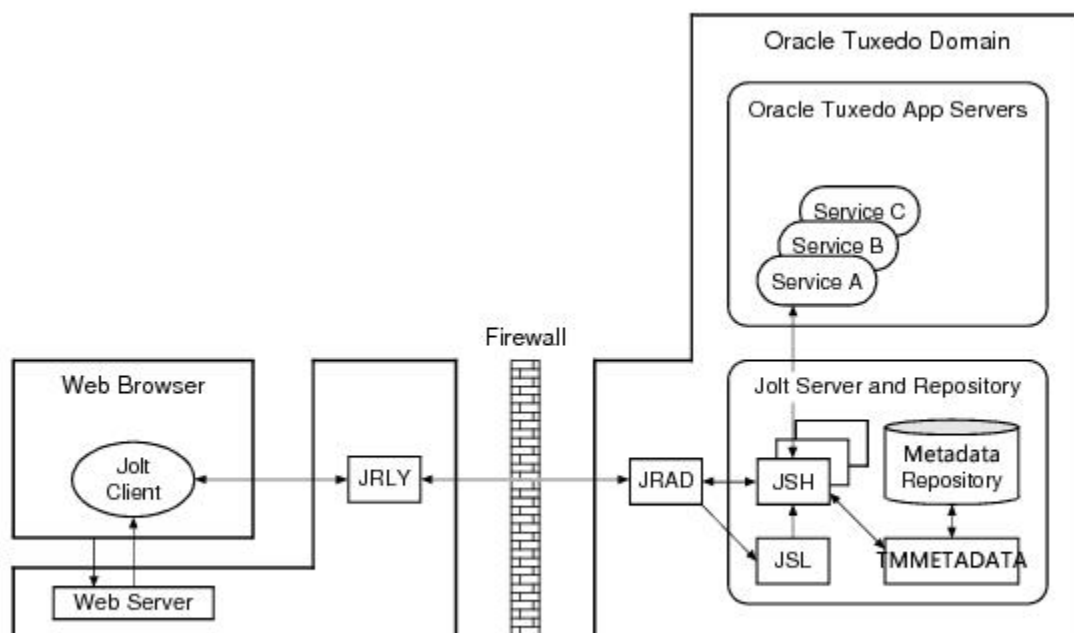 Oracle Tuxedo Domain
Oracle Tuxedo App Servers
Service C
Service B
Service A
Firewall
Web Browser
Jolt Server and Repository
Jolt
Client
JRLY
JRAD
JSH
Metadata
Repository
JSL
TMMETADATA
Web Server